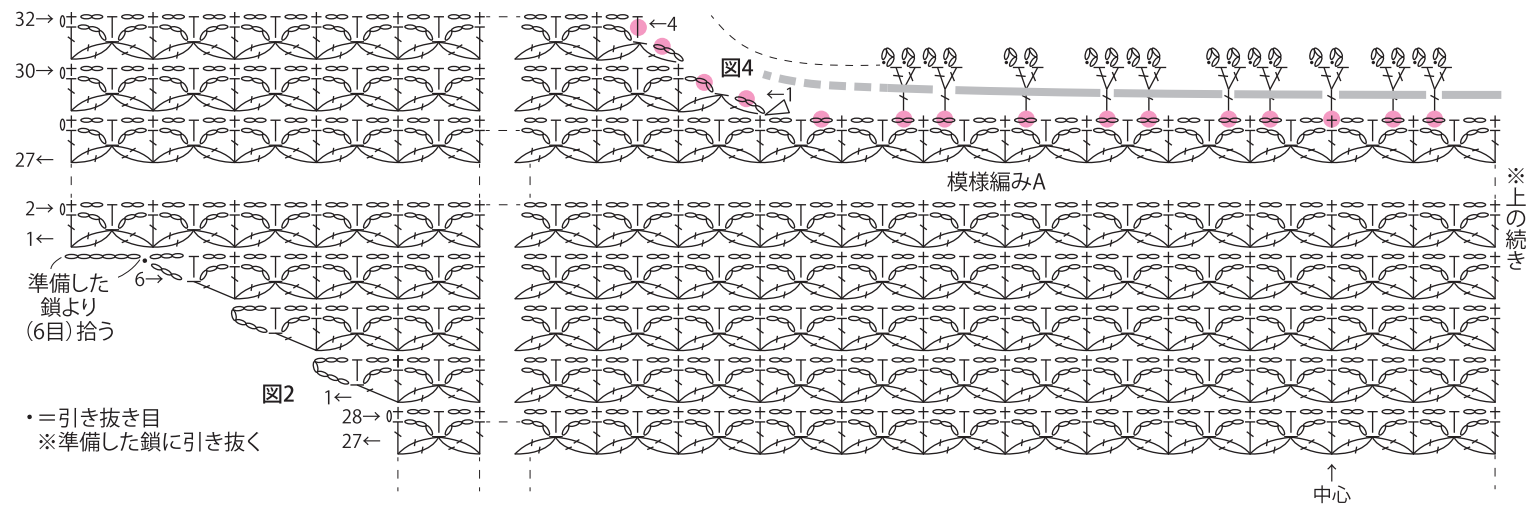 32→
←4
30→
図4
←1
27←
模様編みA
※上の続き
2→
1←
準備した
鎖より
(6目)拾う
6→
図2
1←
・=引き抜き目
※準備した鎖に引き抜く
28→
27←
↑
中心